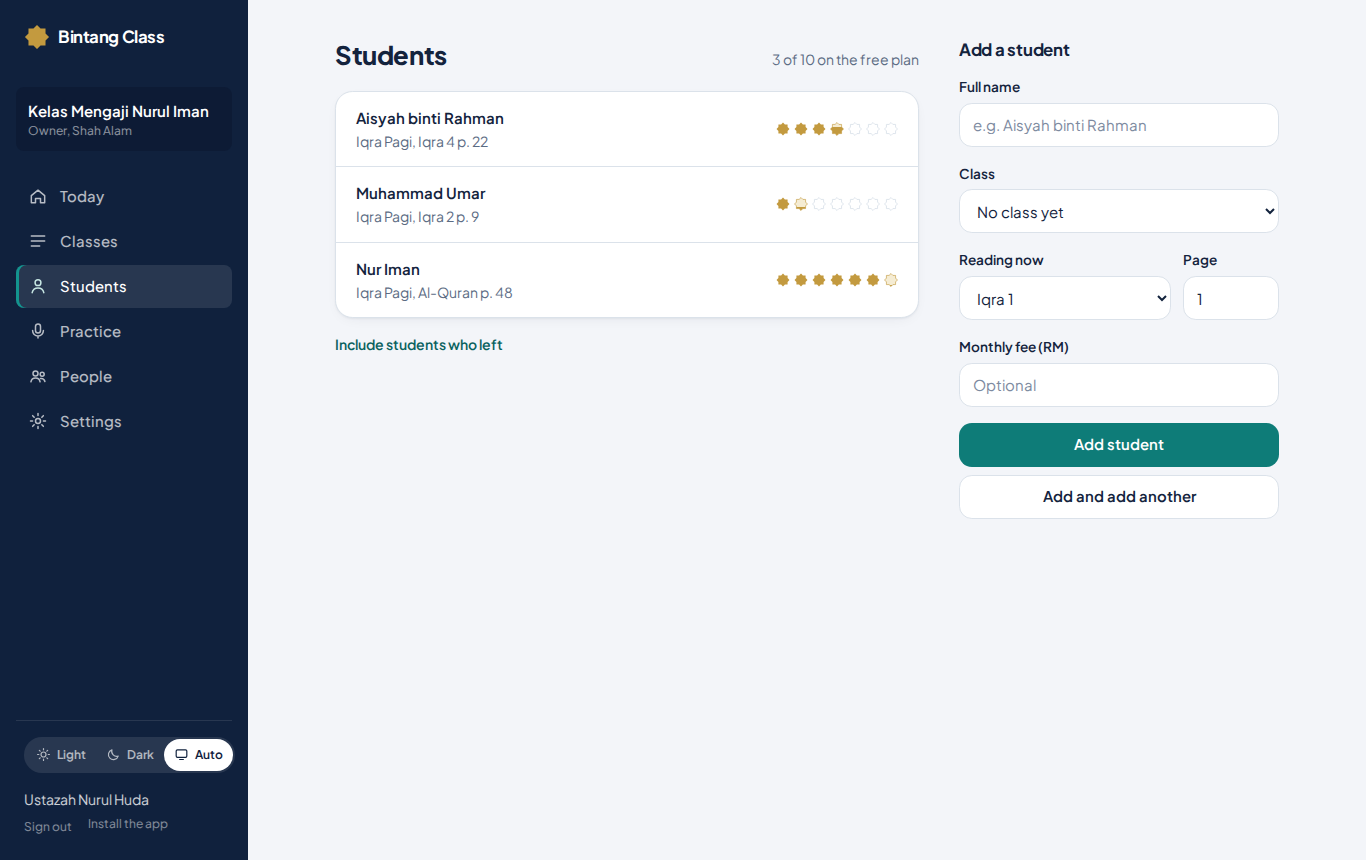 Bintang Class
Kelas Mengaji Nurul Iman
Owner, Shah Alam
Today
Classes
Students
Practice
People
Settings
Light Dark Auto
Ustazah Nurul Huda
Sign out Install the app
Students
3 of 10 on the free plan
Aisyah binti Rahman
Iqra Pagi, Iqra 4 p. 22
Muhammad Umar
Iqra Pagi, Iqra 2 p. 9
Nur Iman
Iqra Pagi, Al-Quran p. 48
Include students who left
Add a student
Full name
e.g. Aisyah binti Rahman
Class
No class yet
Reading now Page
Iqra 1 1
Monthly fee (RM)
Optional
Add student
Add and add another